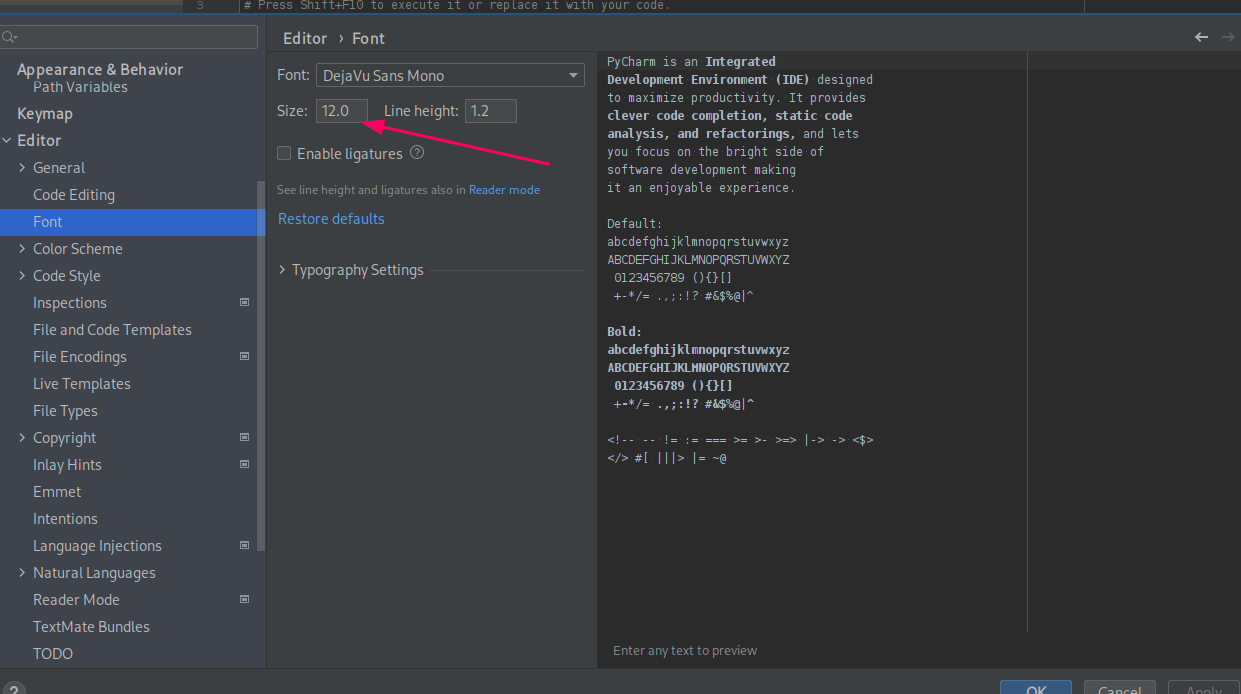 3 # Press Shift+F10 to execute it or replace it with your code.
Appearance & Behavior
Path Variables
Keymap
Editor
General
Code Editing
Font
Color Scheme
Code Style
Inspections
File and Code Templates
File Encodings
Live Templates
File Types
Copyright
Inlay Hints
Emmet
Intentions
Language Injections
Natural Languages
Reader Mode
TextMate Bundles
TODO
Editor › Font
Font: DejaVu Sans Mono
Size: 12.0 Line height: 1.2
Enable ligatures ?
See line height and ligatures also in Reader mode
Restore defaults
Typography Settings
PyCharm is an Integrated
Development Environment (IDE) designed
to maximize productivity. It provides
clever code completion, static code
analysis, and refactorings, and lets
you focus on the bright side of
software development making
it an enjoyable experience.
Default:
abcdefghijklmnopqrstuvwxyz
ABCDEFGHIJKLMNOPQRSTUVWXYZ
0123456789 (){}[]
+-*/= .,;:!? #&$%@|^
Bold:
abcdefghijklmnopqrstuvwxyz
ABCDEFGHIJKLMNOPQRSTUVWXYZ
0123456789 (){}[]
+-*/= .,;:!? #&$%@|^
<!-- -- != := === >= >- >=> |-> -> <$>
</> #[ |||> |= ~@
Enter any text to preview
?
OK
Cancel
Apply